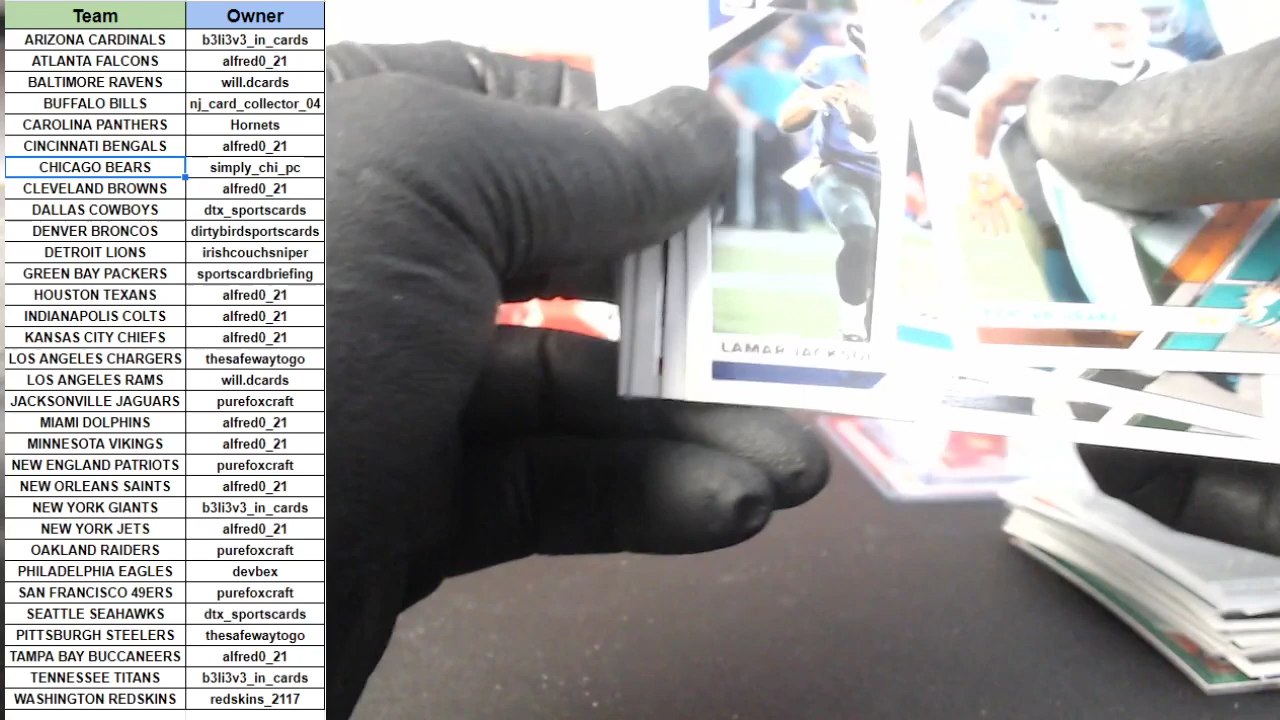 Team Owner
ARIZONA CARDINALS b3li3v3_in_cards
ATLANTA FALCONS alfred0_21
BALTIMORE RAVENS will.dcards
BUFFALO BILLS nj_card_collector_04
CAROLINA PANTHERS Hornets
CINCINNATI BENGALS alfred0_21
CHICAGO BEARS simply_chi_pc
CLEVELAND BROWNS alfred0_21
DALLAS COWBOYS dtx_sportscards
DENVER BRONCOS dirtybirdsportscards
DETROIT LIONS irishcouchsniper
GREEN BAY PACKERS sportscardbriefing
HOUSTON TEXANS alfred0_21
INDIANAPOLIS COLTS alfred0_21
KANSAS CITY CHIEFS alfred0_21
LOS ANGELES CHARGERS thesafewaytogo
LOS ANGELES RAMS will.dcards
JACKSONVILLE JAGUARS purefoxcraft
MIAMI DOLPHINS alfred0_21
MINNESOTA VIKINGS alfred0_21
NEW ENGLAND PATRIOTS purefoxcraft
NEW ORLEANS SAINTS alfred0_21
NEW YORK GIANTS b3li3v3_in_cards
NEW YORK JETS alfred0_21
OAKLAND RAIDERS purefoxcraft
PHILADELPHIA EAGLES devbex
SAN FRANCISCO 49ERS purefoxcraft
SEATTLE SEAHAWKS dtx_sportscards
PITTSBURGH STEELERS thesafewaytogo
TAMPA BAY BUCCANEERS alfred0_21
TENNESSEE TITANS b3li3v3_in_cards
WASHINGTON REDSKINS redskins_2117
LAMAR JACKSO